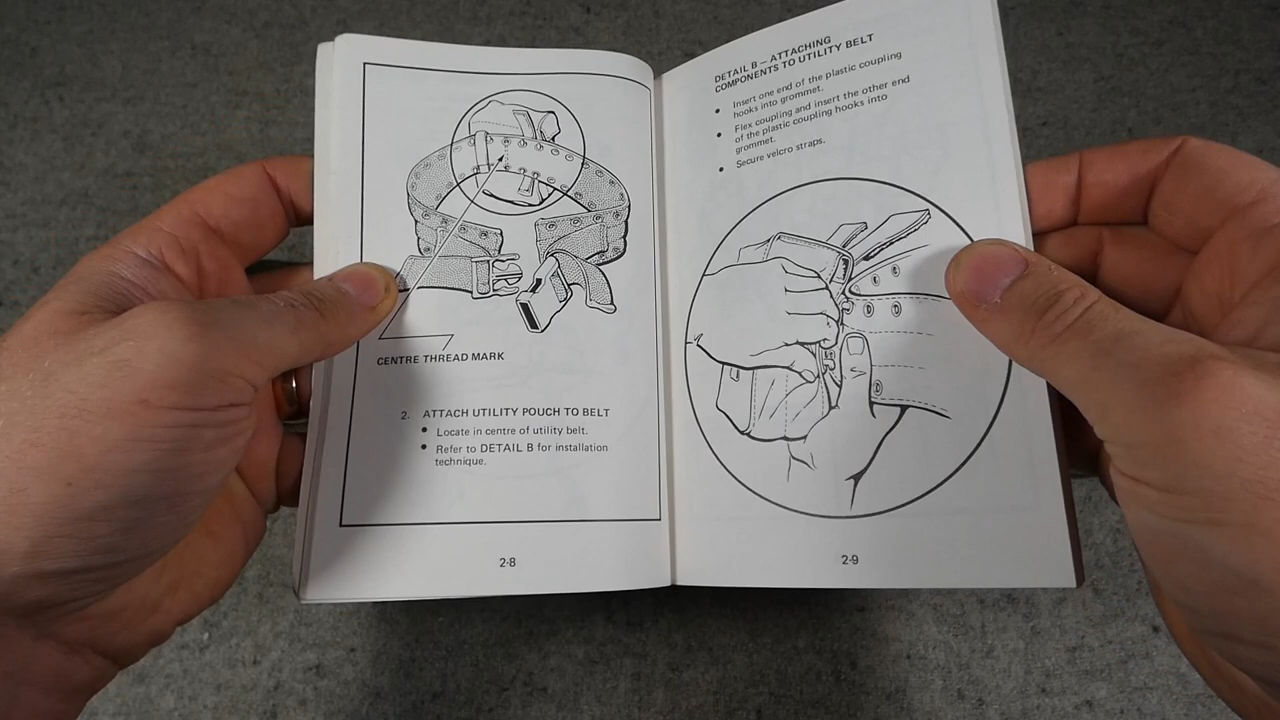 CENTRE THREAD MARK
2. ATTACH UTILITY POUCH TO BELT
• Locate in centre of utility belt.
• Refer to DETAIL B for installation
technique.
2-8
DETAIL B – ATTACHING
COMPONENTS TO UTILITY BELT
• Insert one end of the plastic coupling
hooks into grommet.
• Flex coupling and insert the other end
of the plastic coupling hooks into
grommet.
• Secure velcro straps.
2-9